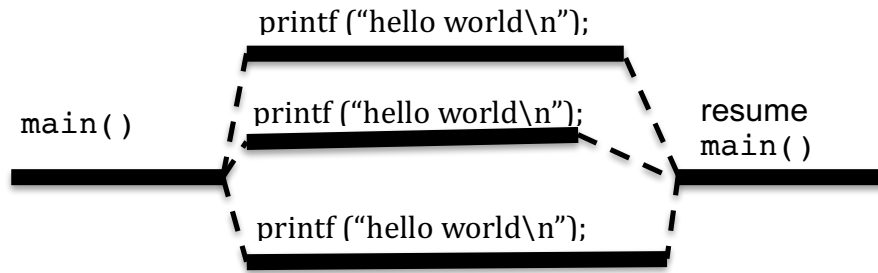 printf (“hello world\n”);
main()
printf (“hello world\n”);
resume
main()
printf (“hello world\n”);